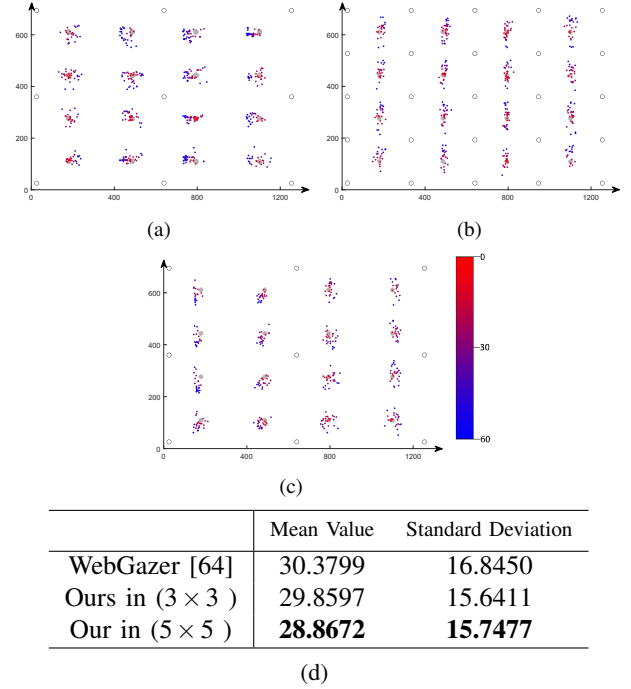 600
400
200
0
0 400 800 1200
(a)
600
400
200
0
0 400 800 1200
(b)
600
400
200
0
0 400 800 1200
0
30
60
(c)
Mean Value Standard Deviation
WebGazer [64] 30.3799 16.8450
Ours in (3 × 3 ) 29.8597 15.6411
Our in (5 × 5 ) 28.8672 15.7477
(d)